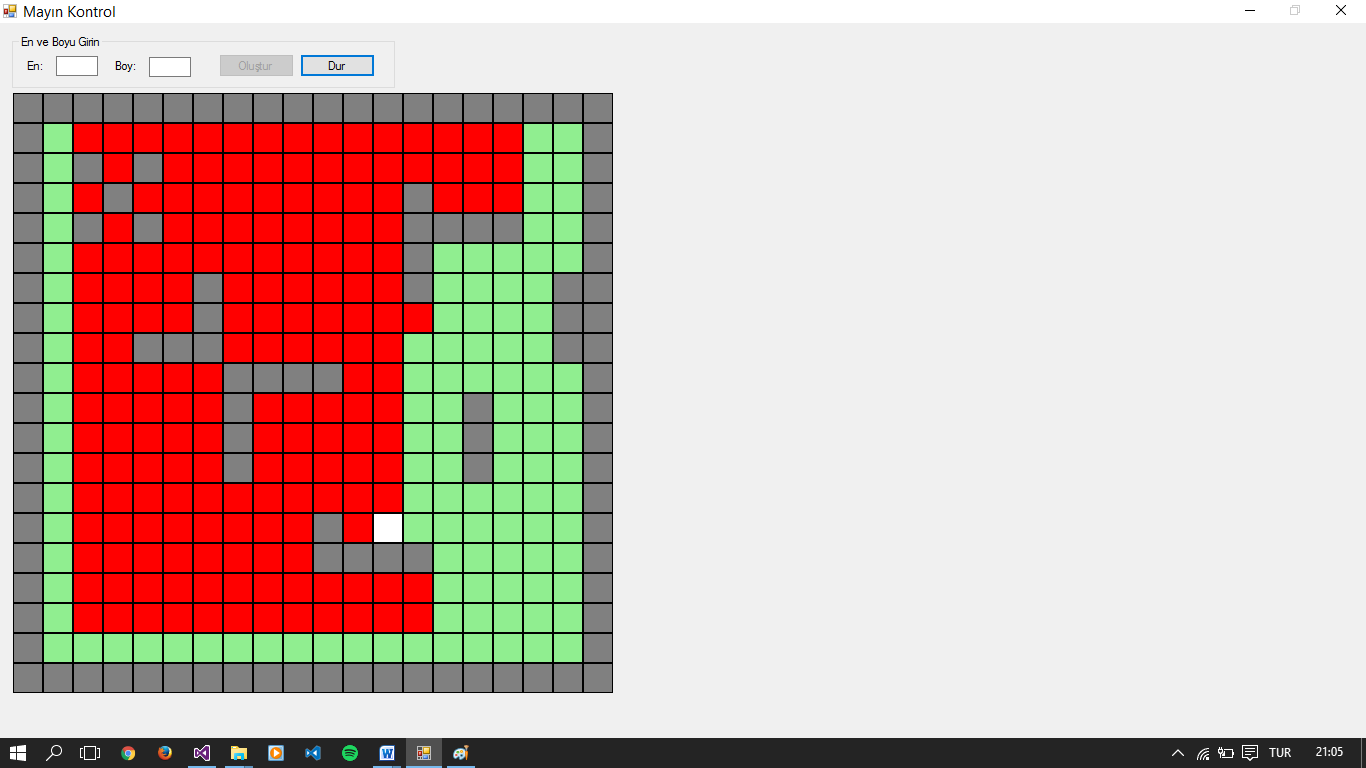 Mayın Kontrol
En ve Boyu Girin
En: Boy: Oluştur Dur
TUR 21:05